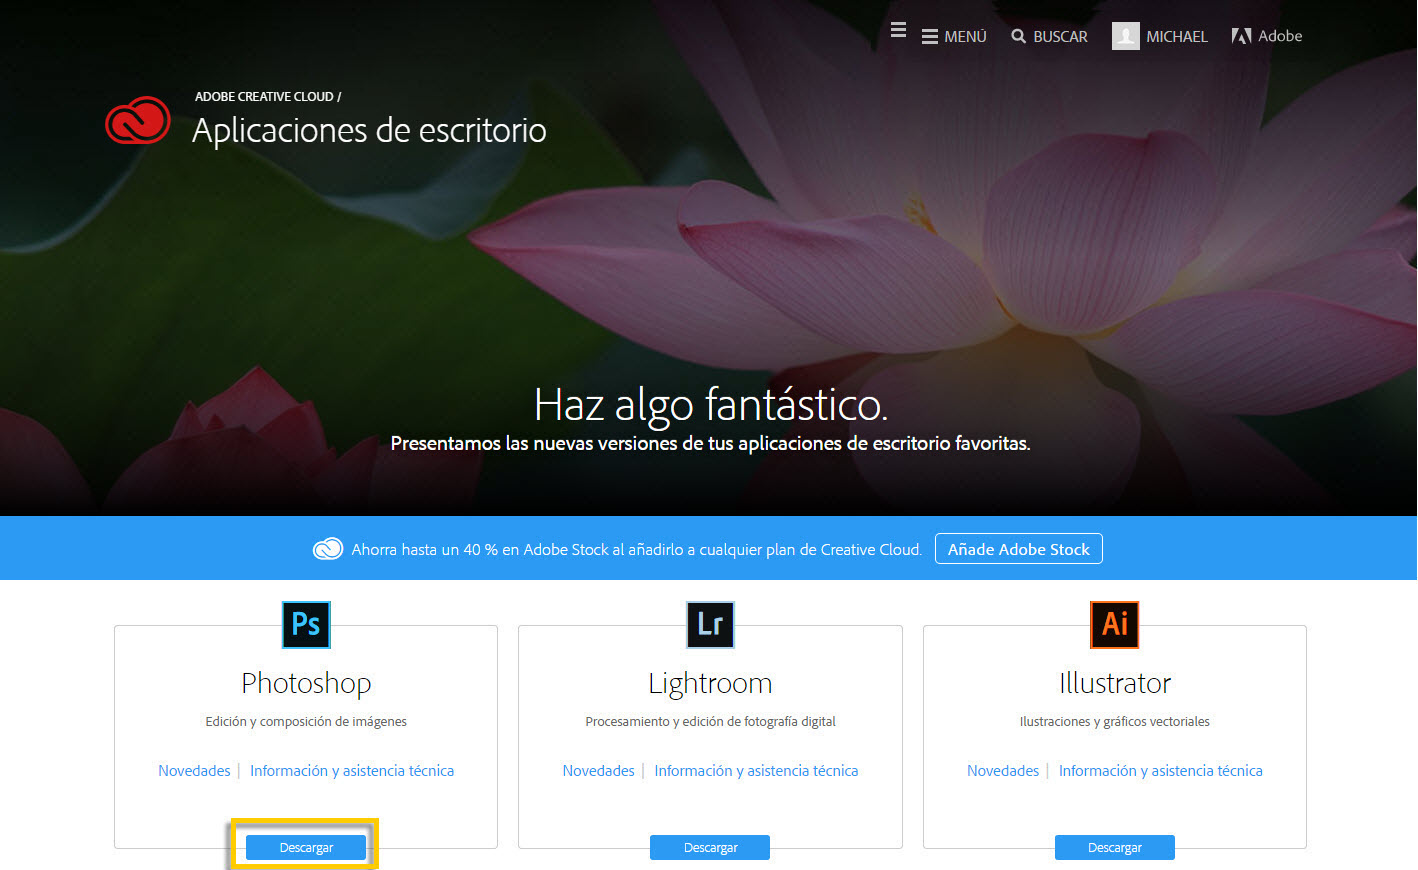 MENÚ BUSCAR MICHAEL Adobe
ADOBE CREATIVE CLOUD /
Aplicaciones de escritorio
Haz algo fantástico.
Presentamos las nuevas versiones de tus aplicaciones de escritorio favoritas.
Ahorra hasta un 40 % en Adobe Stock al añadirlo a cualquier plan de Creative Cloud. Añade Adobe Stock
Ps
Photoshop
Edición y composición de imágenes
Novedades | Información y asistencia técnica
Descargar
Lr
Lightroom
Procesamiento y edición de fotografía digital
Novedades | Información y asistencia técnica
Descargar
Ai
Illustrator
Ilustraciones y gráficos vectoriales
Novedades | Información y asistencia técnica
Descargar